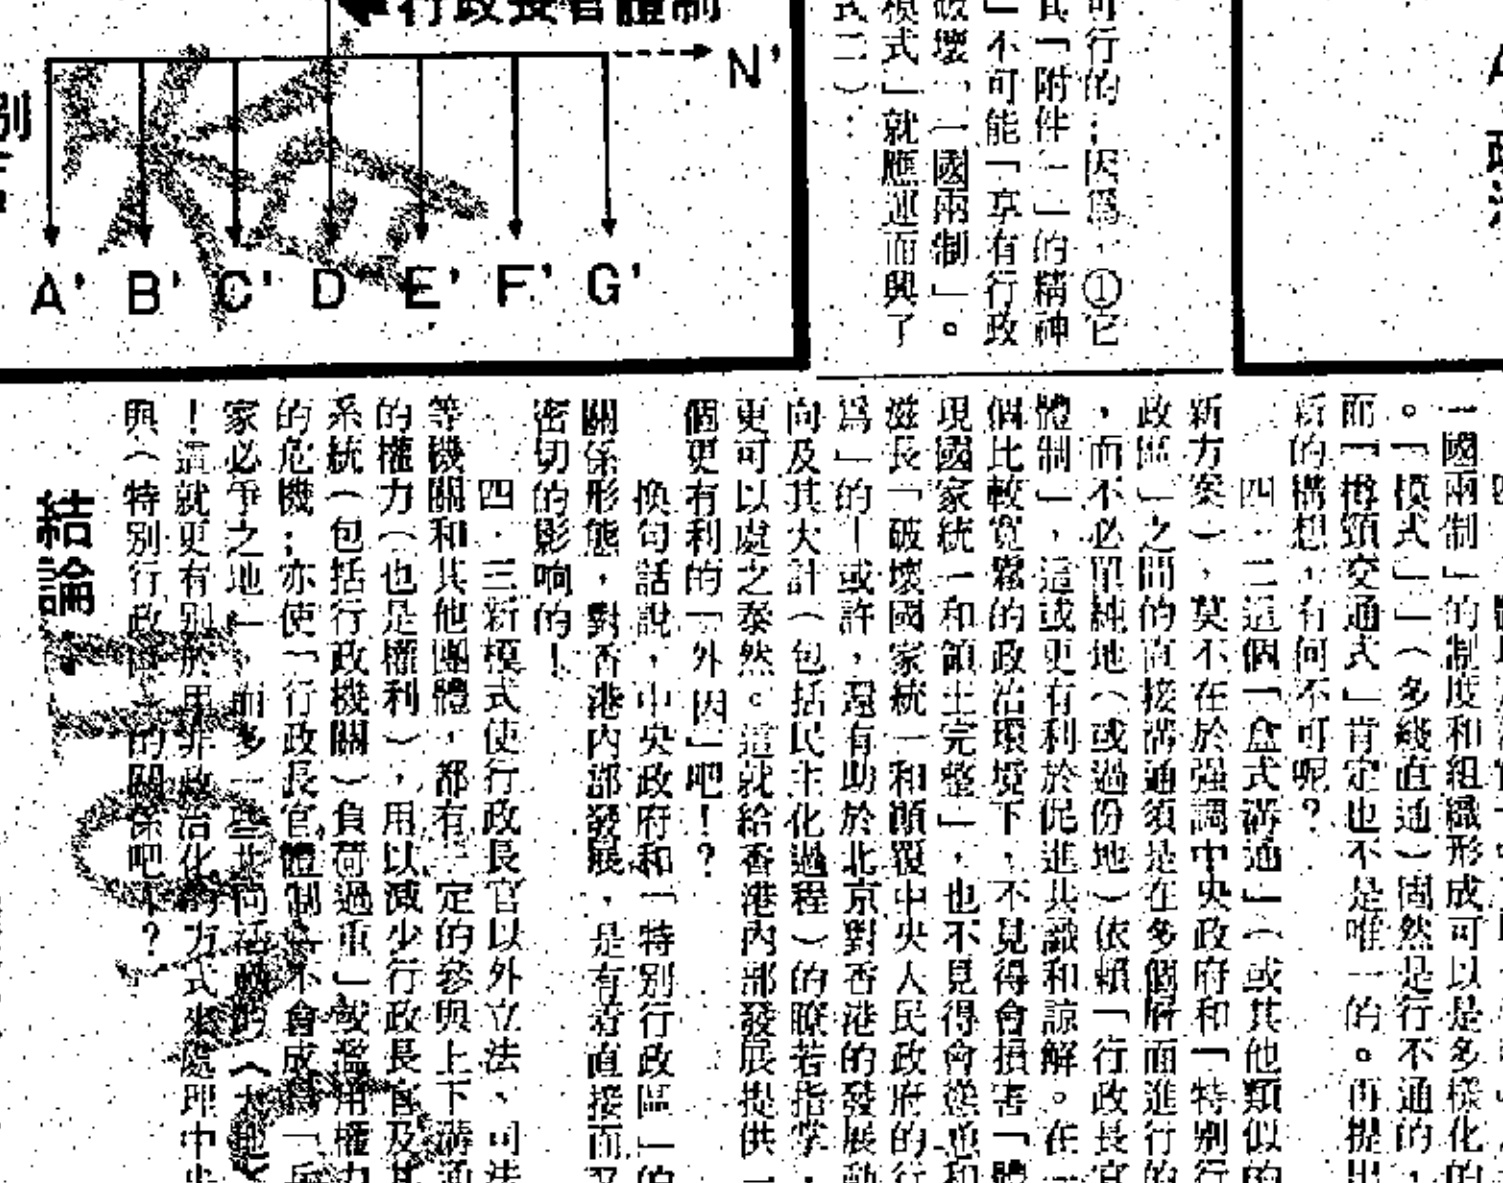 可行的；因爲，①它
其「附件一」的精神
」不可能「享有行政
破壞「一國兩制」。
模式」就應運而興了
式二）：
行政長官體制
N'
A' B' C' D' E' F' G'
別
一國兩制」的制度和組織形成可以是多樣化的
。「模式一」（多綫直通）固然是行不通的，
而「樽頸交通式」肯定也不是唯一的。再提出
新的構想，有何不可呢？
四．二這個「盒式溝通」（或其他類似的
新方案），莫不在於强調中央政府和「特別行
政區」之間的直接溝通須是在多個層面進行的
，而不必單純地（或過份地）依賴「行政長官
體制」，這或更有利於促進共識和諒解。在一
個比較寬鬆的政治環境下，不見得會損害「體
現國家統一和領土完整」，也不見得會慫恿和
滋長「破壞國家統一和顛覆中央人民政府的行
爲」的—或許，還有助於北京對香港的發展動
向及其大計（包括民主化過程）的瞭若指掌，
更可以處之泰然。這就給香港內部發展提供一
個更有利的「外因」吧！？
換句話說，中央政府和「特別行政區」的
關係形態，對香港內部發展，是有着直接而又
密切的影响的！
四．三新模式使行政長官以外立法、司法
等機關和其他團體，都有一定的參與上下溝通
的權力（也是權利），用以減少行政長官及其
系統（包括行政機關）負荷過重」或濫用權力
的危機；亦使「行政長官體制」不會成爲「兵
家必爭之地」，而多一些共同
！這就更有別於用非政治化的方式來處理中央
與（特別行政區）的關係吧！？
結論：